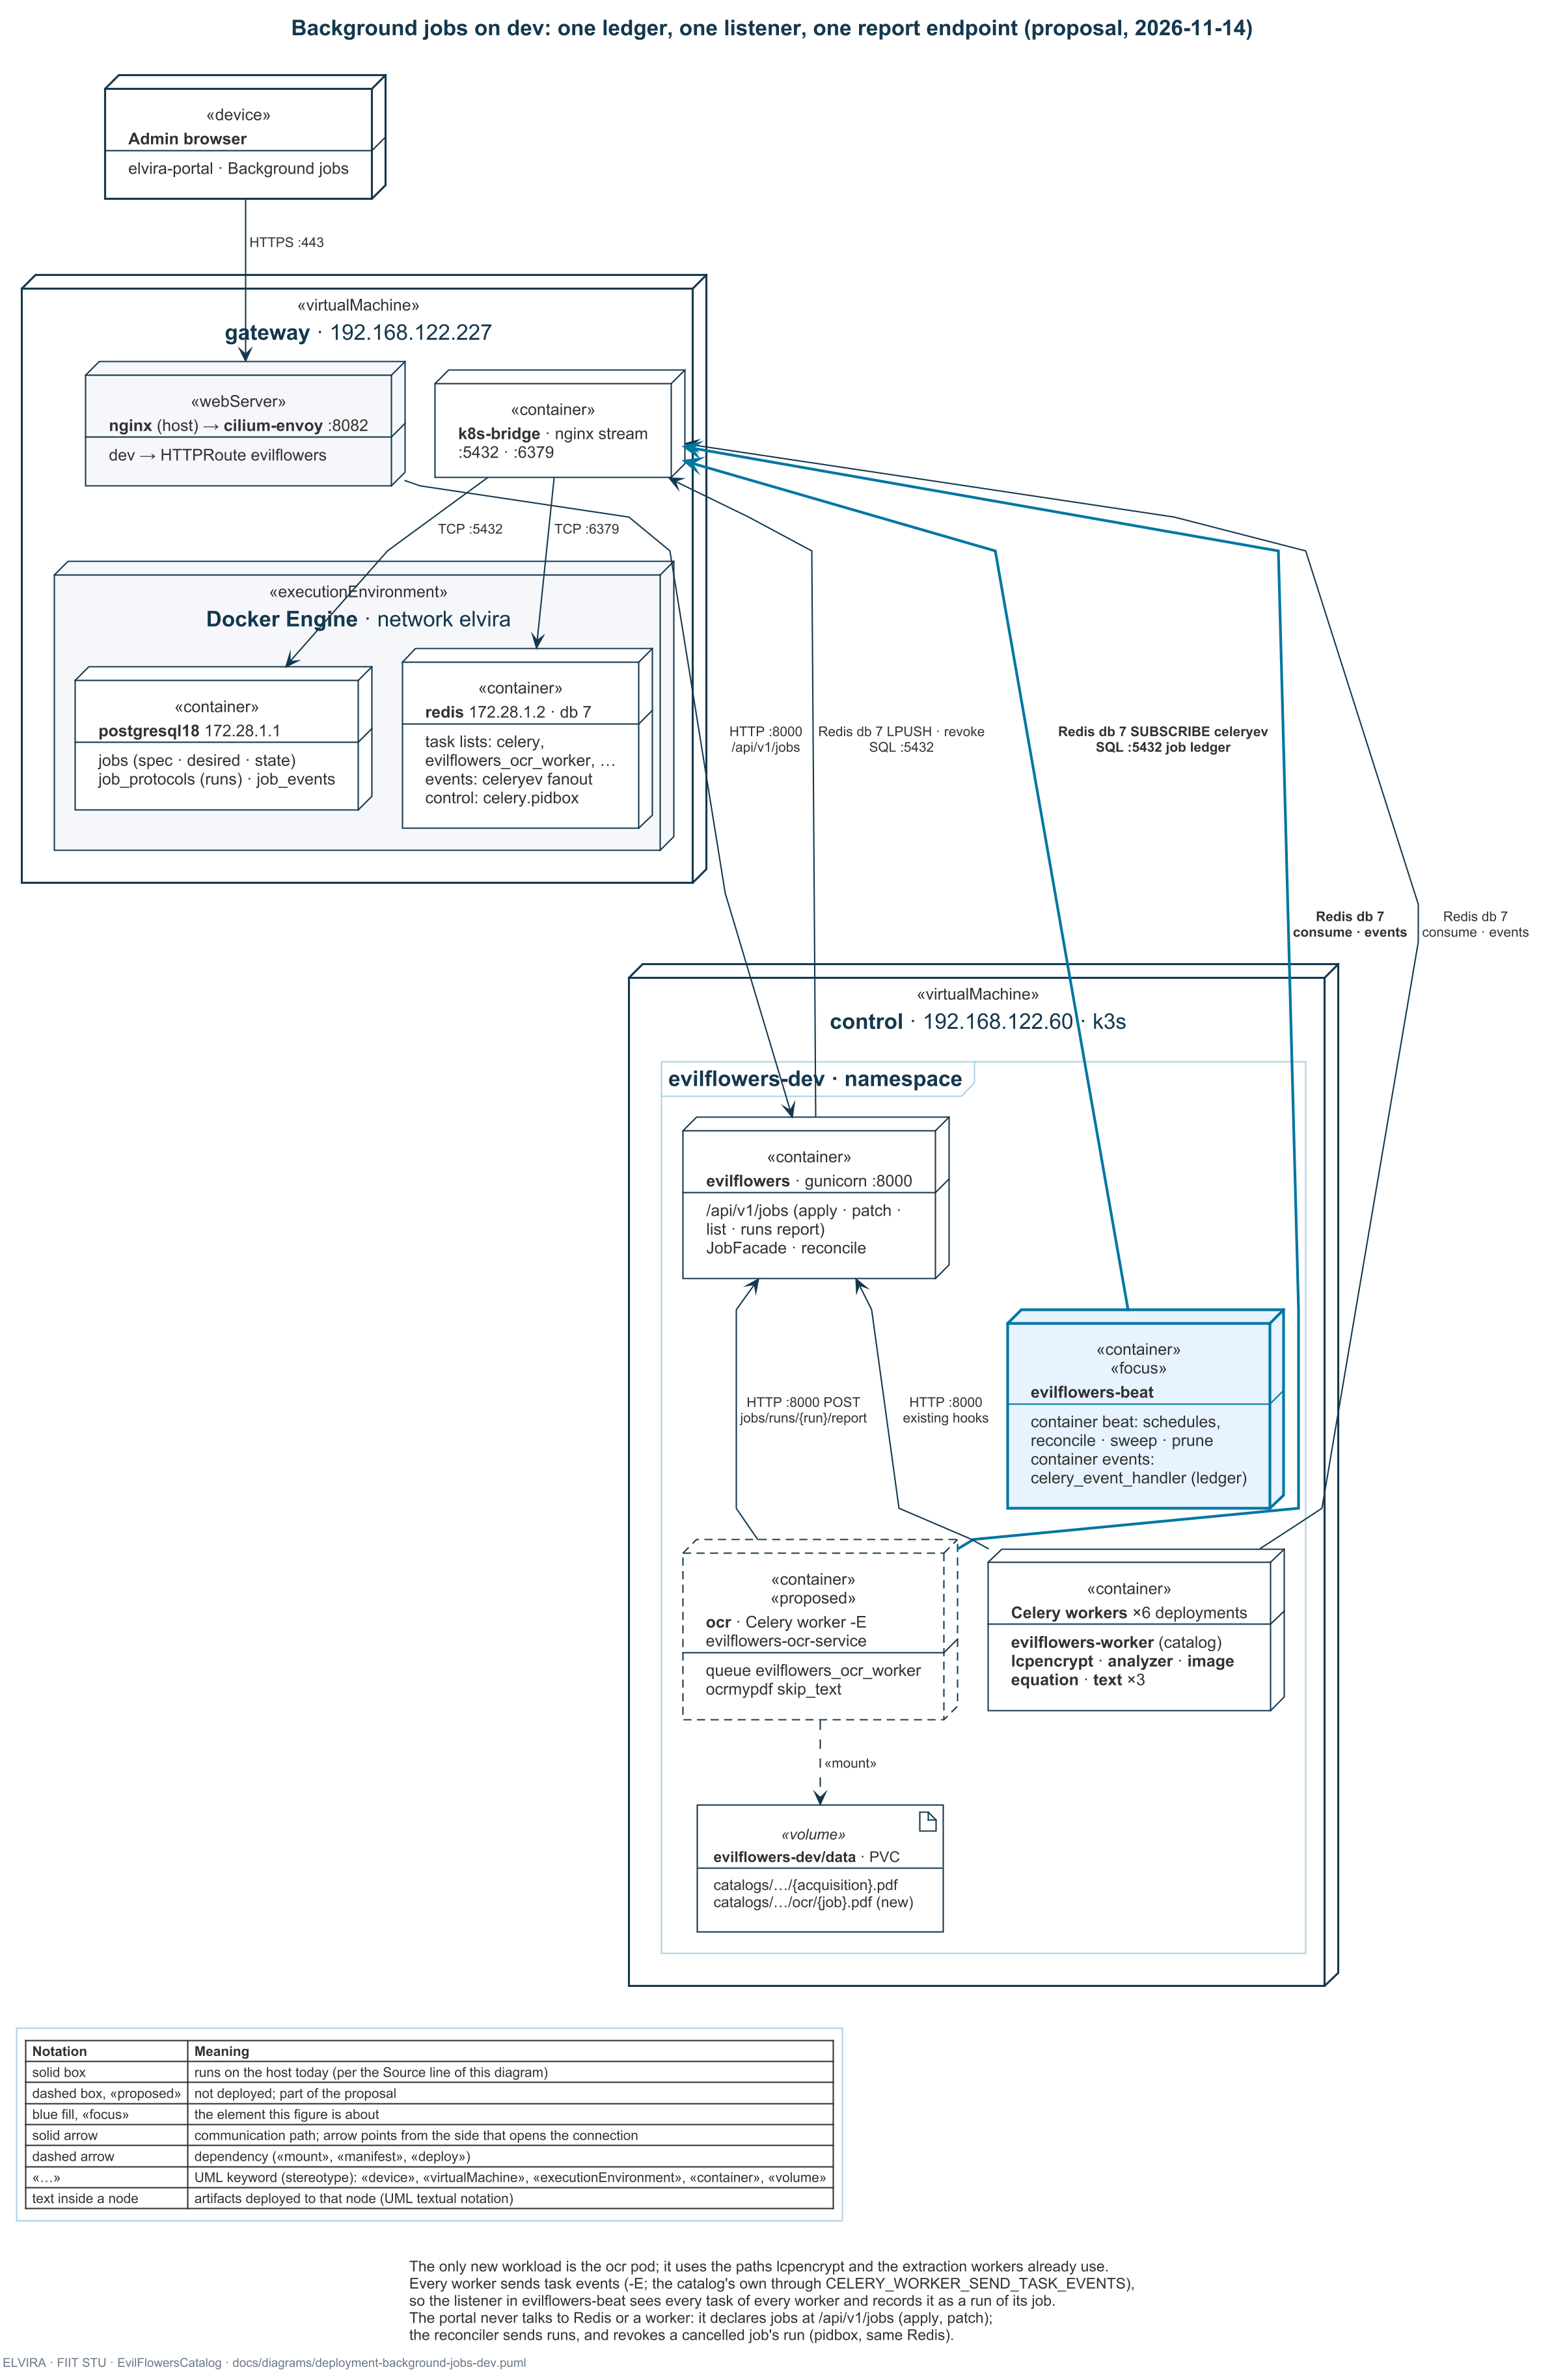 Background jobs on dev: one ledger, one listener, one report endpoint (proposal, 2026-11-14)
«device»
Admin browser
elvira-portal · Background jobs
HTTPS :443
«virtualMachine»
gateway · 192.168.122.227
«webServer»
nginx (host) → cilium-envoy :8082
dev → HTTPRoute evilflowers
«container»
k8s-bridge · nginx stream
:5432 · :6379
TCP :5432
TCP :6379
«executionEnvironment»
Docker Engine · network elvira
«container»
postgresql18 172.28.1.1
jobs (spec · desired · state)
job_protocols (runs) · job_events
«container»
redis 172.28.1.2 · db 7
task lists: celery,
evilflowers_ocr_worker, …
events: celeryev fanout
control: celery.pidbox
HTTP :8000
/api/v1/jobs
Redis db 7 LPUSH · revoke
SQL :5432
Redis db 7 SUBSCRIBE celeryev
SQL :5432 job ledger
Redis db 7
consume · events
Redis db 7
consume · events
«virtualMachine»
control · 192.168.122.60 · k3s
evilflowers-dev · namespace
«container»
evilflowers · gunicorn :8000
/api/v1/jobs (apply · patch ·
list · runs report)
JobFacade · reconcile
HTTP :8000 POST
jobs/runs/{run}/report
HTTP :8000
existing hooks
«container»
«focus»
evilflowers-beat
container beat: schedules,
reconcile · sweep · prune
container events:
celery_event_handler (ledger)
«container»
«proposed»
ocr · Celery worker -E
evilflowers-ocr-service
queue evilflowers_ocr_worker
ocrmypdf skip_text
«container»
Celery workers ×6 deployments
evilflowers-worker (catalog)
lcpencrypt · analyzer · image
equation · text ×3
«mount»
«volume»
evilflowers-dev/data · PVC
catalogs/…/{acquisition}.pdf
catalogs/…/ocr/{job}.pdf (new)
Notation Meaning
solid box runs on the host today (per the Source line of this diagram)
dashed box, «proposed» not deployed; part of the proposal
blue fill, «focus» the element this figure is about
solid arrow communication path; arrow points from the side that opens the connection
dashed arrow dependency («mount», «manifest», «deploy»)
«…» UML keyword (stereotype): «device», «virtualMachine», «executionEnvironment», «container», «volume»
text inside a node artifacts deployed to that node (UML textual notation)
The only new workload is the ocr pod; it uses the paths lcpencrypt and the extraction workers already use.
Every worker sends task events (-E; the catalog's own through CELERY_WORKER_SEND_TASK_EVENTS),
so the listener in evilflowers-beat sees every task of every worker and records it as a run of its job.
The portal never talks to Redis or a worker: it declares jobs at /api/v1/jobs (apply, patch);
the reconciler sends runs, and revokes a cancelled job's run (pidbox, same Redis).
ELVIRA · FIIT STU · EvilFlowersCatalog · docs/diagrams/deployment-background-jobs-dev.puml